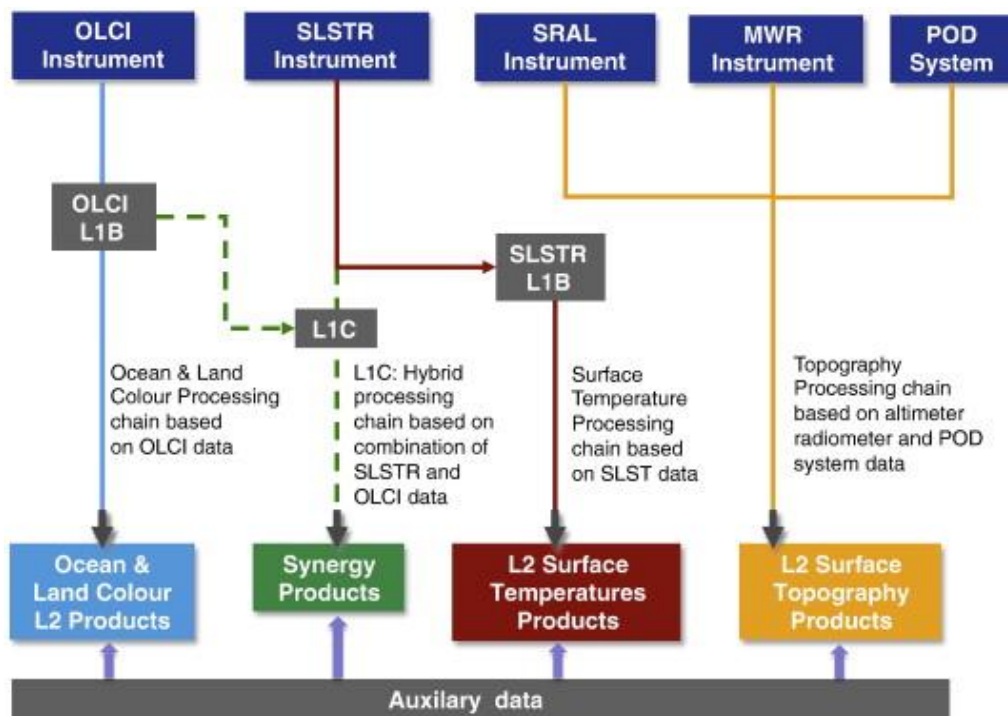 OLCI
Instrument
SLSTR
Instrument
SRAL
Instrument
MWR
Instrument
POD
System
OLCI
L1B
SLSTR
L1B
L1C
Ocean & Land
Colour Processing
chain based
on OLCI data
L1C: Hybrid
processing
chain based on
combination of
SLSTR and
OLCI data
Surface
Temperature
Processing
chain based
on SLST data
Topography
Processing chain
based on altimeter
radiometer and POD
system data
Ocean &
Land Colour
L2 Products
Synergy
Products
L2 Surface
Temperatures
Products
L2 Surface
Topography
Products
Auxilary data